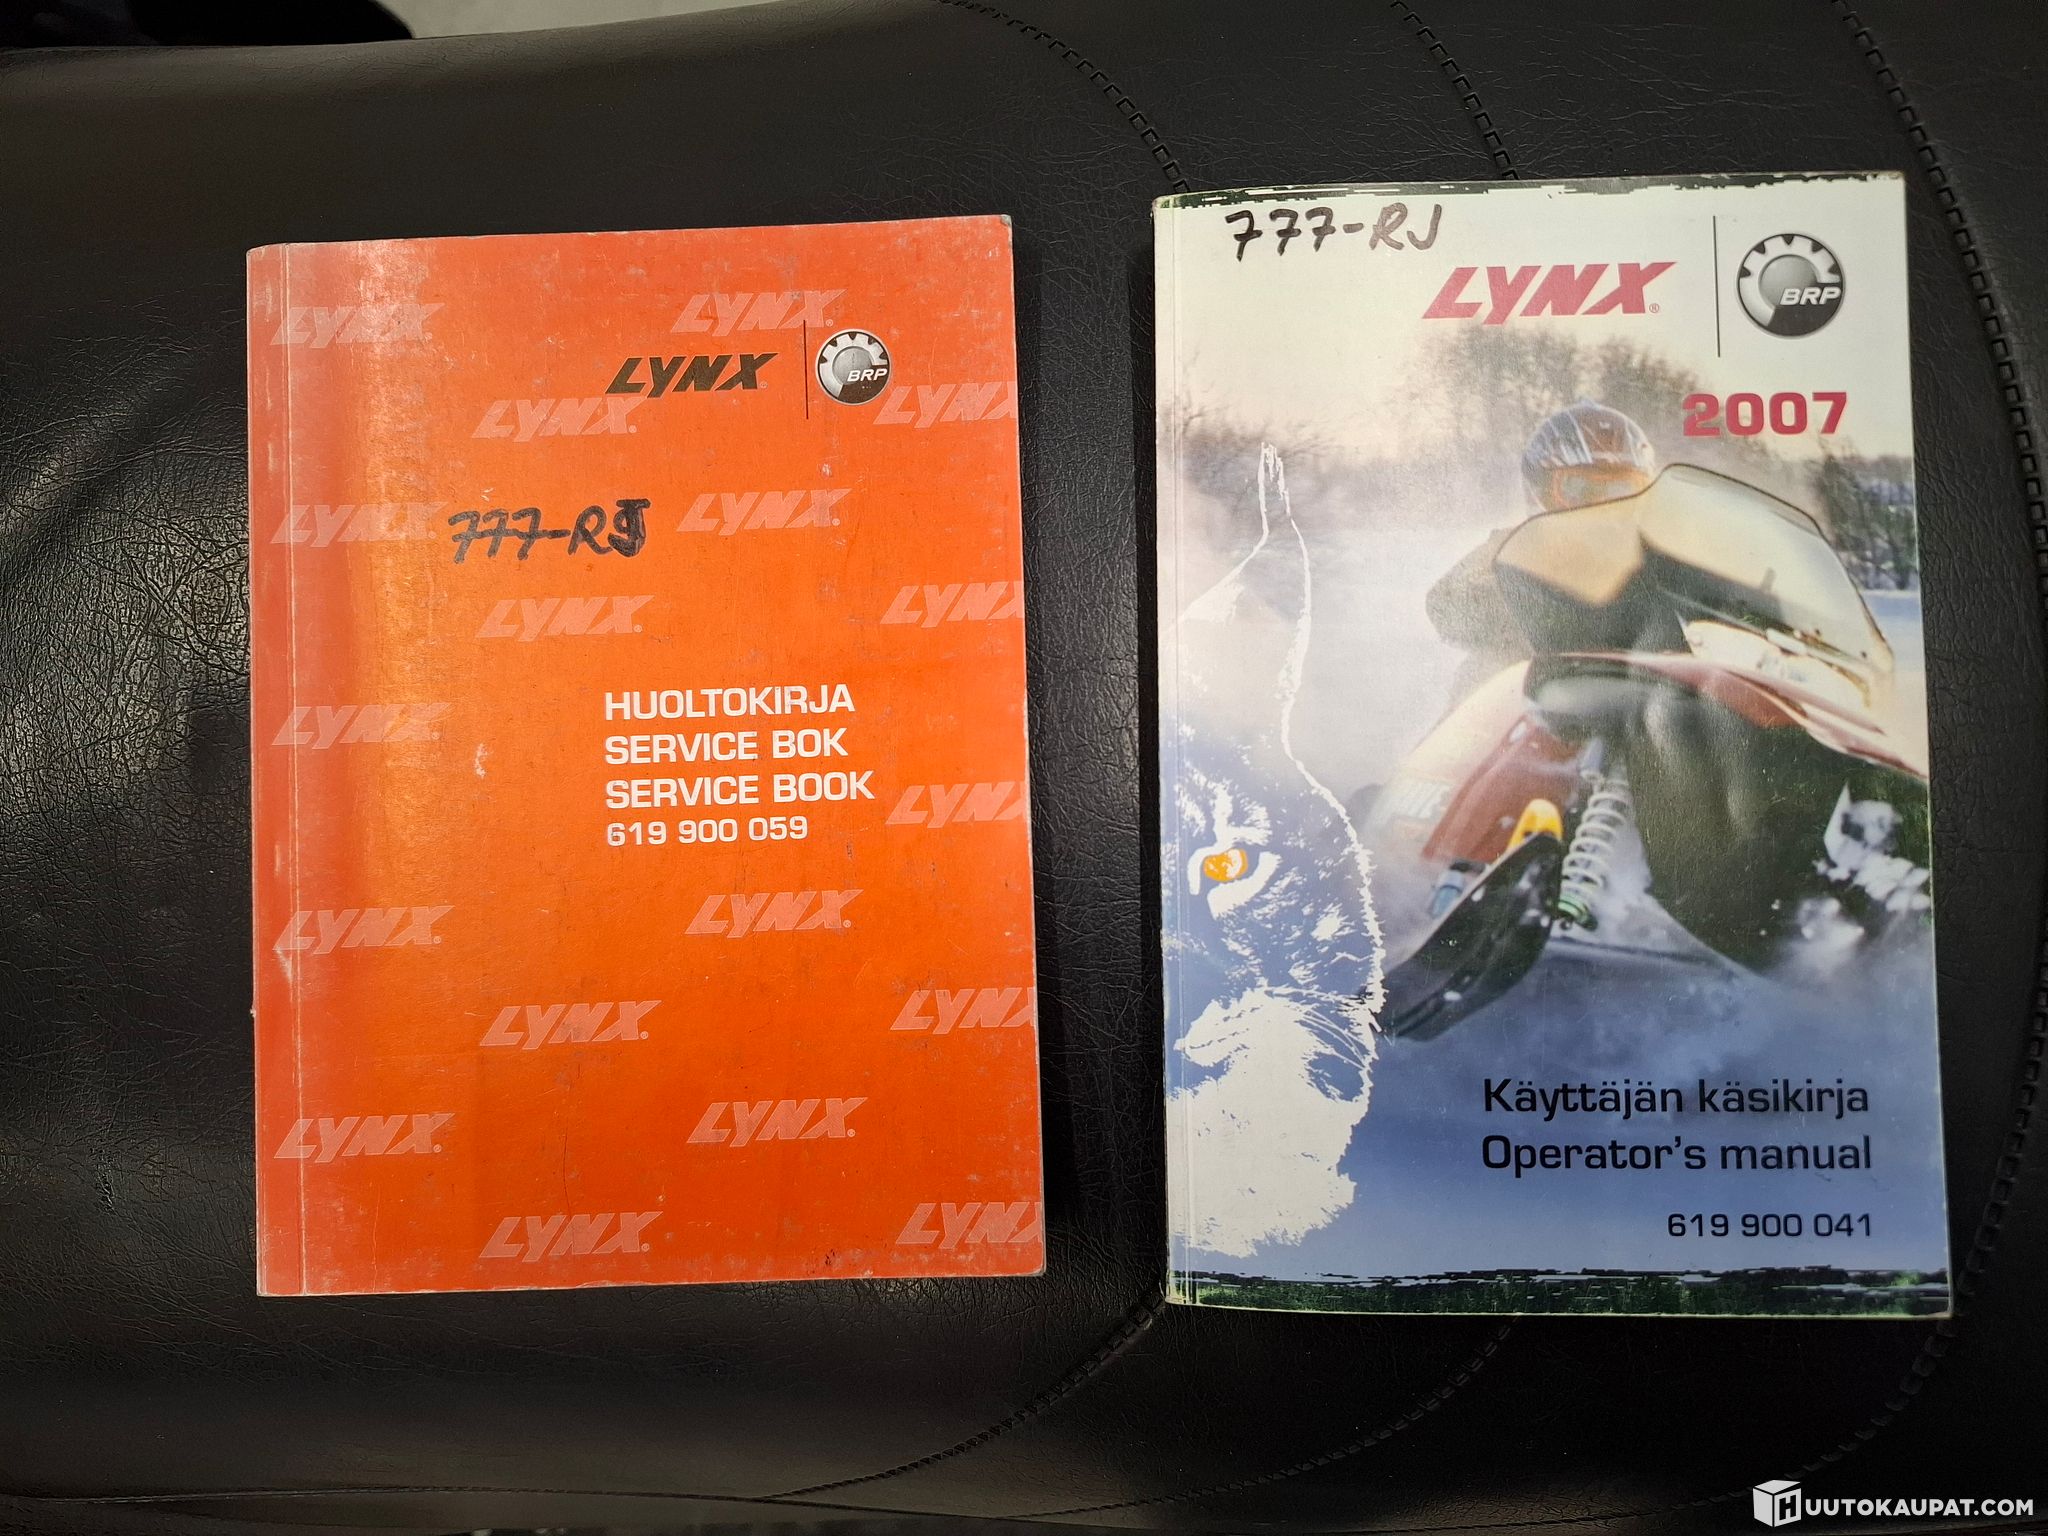 LYNX
BRP
777-RJ
HUOLTOKIRJA
SERVICE BOK
SERVICE BOOK
619 900 059
777-RJ
LYNX®
BRP
2007
Käyttäjän käsikirja
Operator's manual
619 900 041
HUUTOKAUPAT.COM